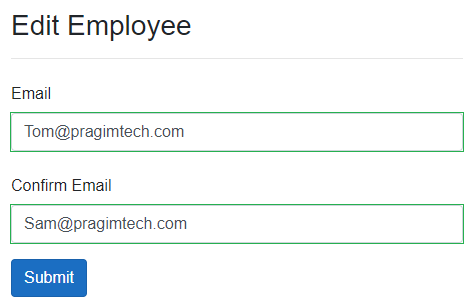 Edit Employee
Email
Tom@pragimtech.com
Confirm Email
Sam@pragimtech.com
Submit